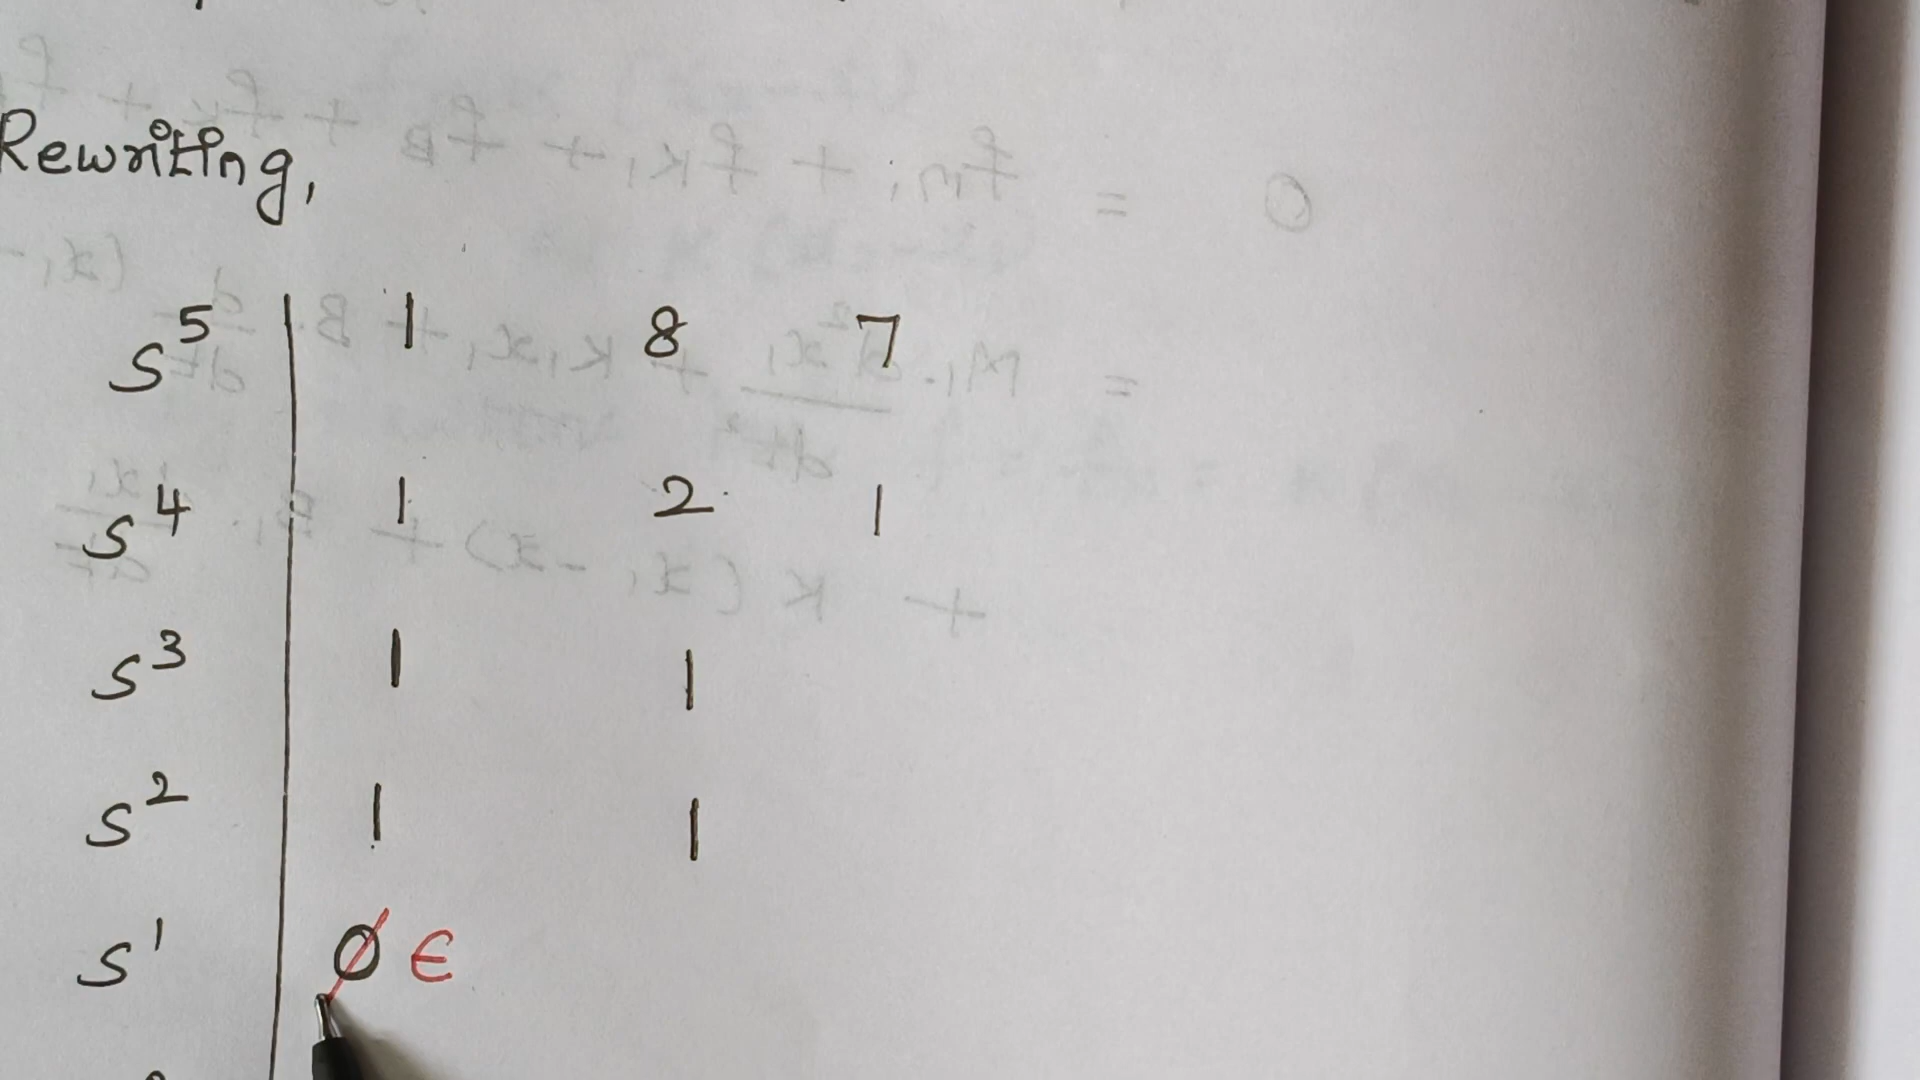 Rewriting,
s⁵ | 1 8 7
s⁴ | 1 2 1
s³ | 1 1
s² | 1 1
s¹ | 0 ϵ